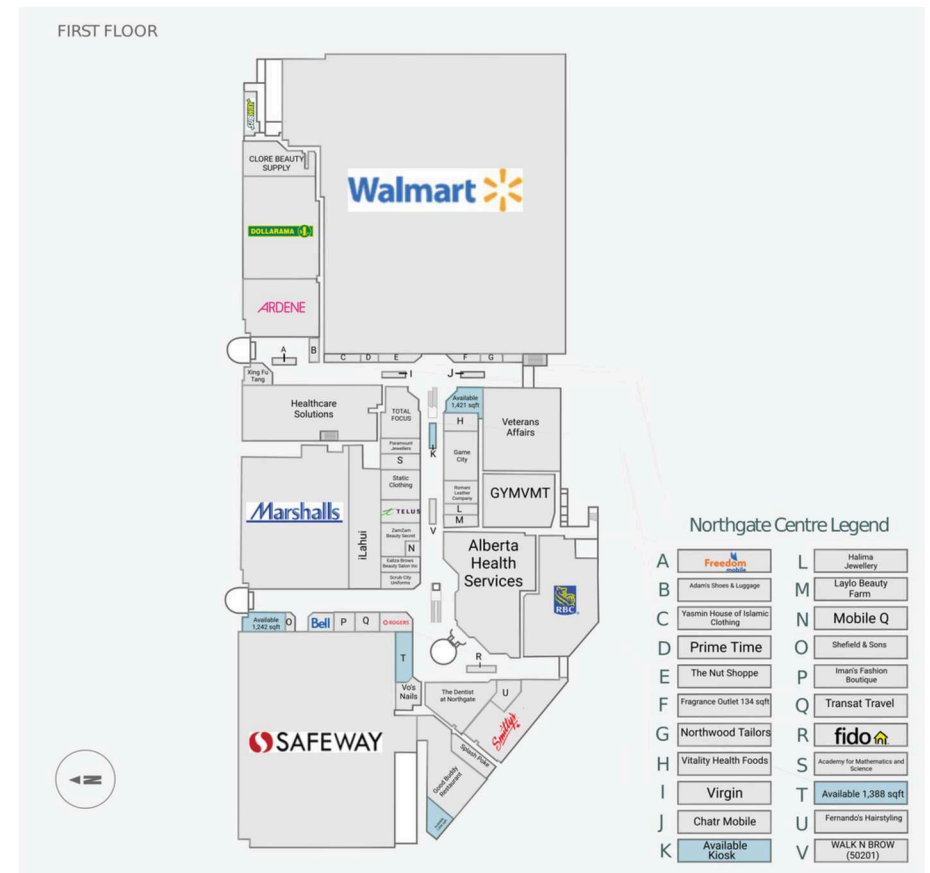 FIRST FLOOR
SUBWAY
CLORE BEAUTY
SUPPLY
Walmart
DOLLARAMA
ARDENE
A
B
C
D
E
F
G
Xing Fu
Tang
I
J
Healthcare
Solutions
TOTAL
FOCUS
Available
1,421 sqft
H
Veterans
Affairs
Paramount
Jewellers
K
S
Game
City
Static
Clothing
Romani
Leather
Company
GYMVMT
Marshalls
iLahui
TELUS
L
M
V
ZamZam
Beauty Secret
N
Eabza Brows
Beauty Salon Inc
Scrub City
Uniforms
Alberta
Health
Services
RBC
Available
1,242 sqft
O
Bell
P
Q
ROGERS
T
R
Vo's
Nails
The Dentist
at Northgate
U
Smitty's
SAFEWAY
Splash Poke
Good Buddy
Restaurant
N
Northgate Centre Legend
A Freedom
mobile
B Adam's Shoes & Luggage
C Yasmin House of Islamic
Clothing
D Prime Time
E The Nut Shoppe
F Fragrance Outlet 134 sqft
G Northwood Tailors
H Vitality Health Foods
I Virgin
J Chatr Mobile
K Available
Kiosk
L Halima
Jewellery
M Laylo Beauty
Farm
N Mobile Q
O Shefield & Sons
P Iman's Fashion
Boutique
Q Transat Travel
R fido
S Academy for Mathematics and
Science
T Available 1,388 sqft
U Fernando's Hairstyling
V WALK N BROW
(50201)